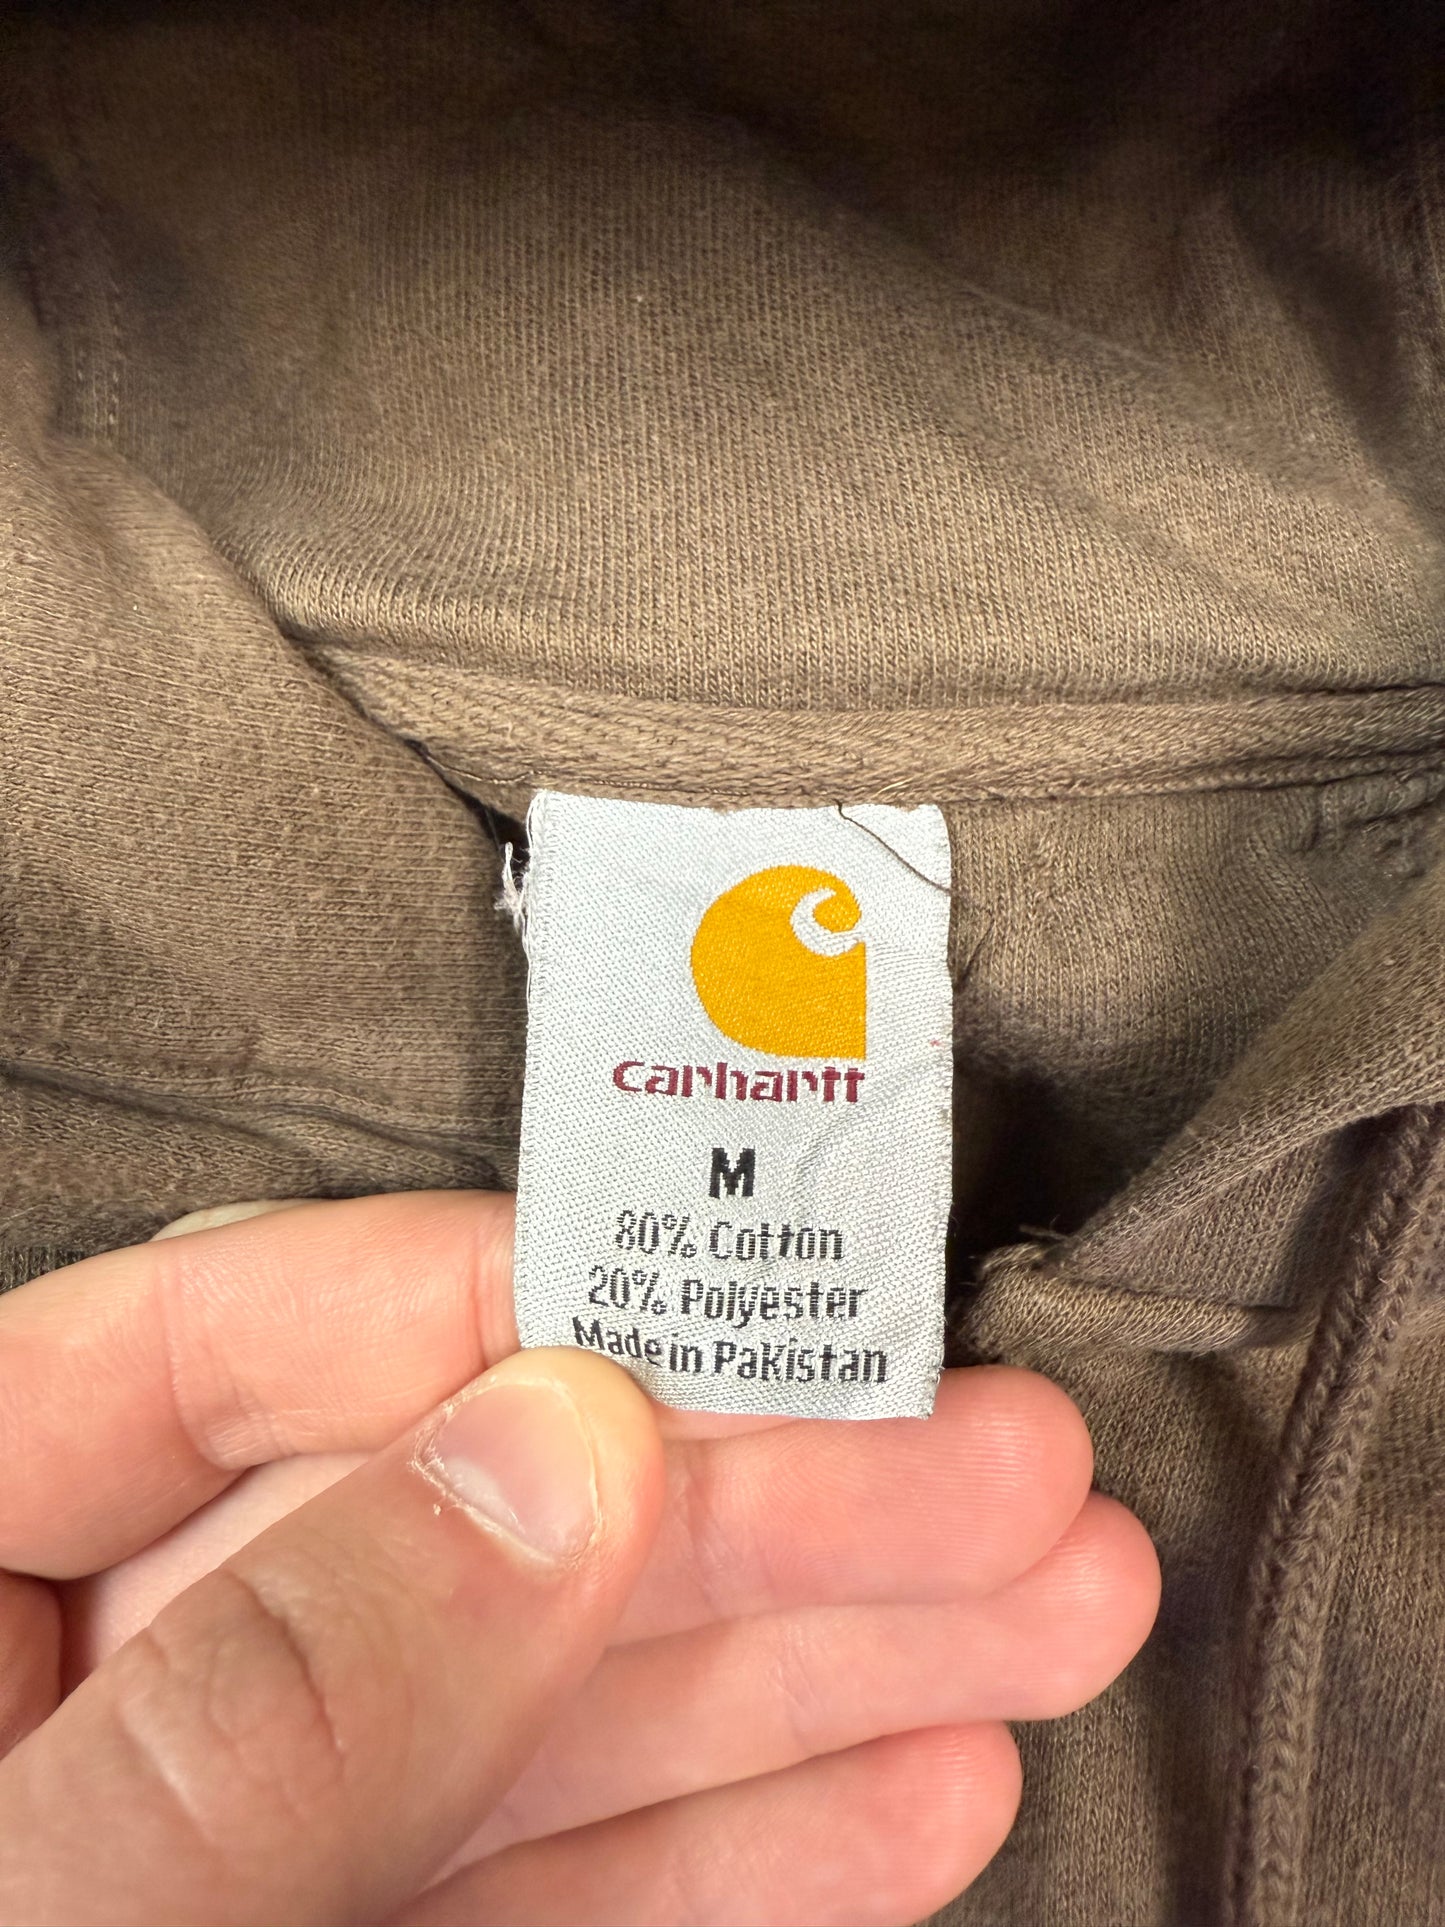 carhartt
M
80% Cotton
20% Polyester
Made in Pakistan